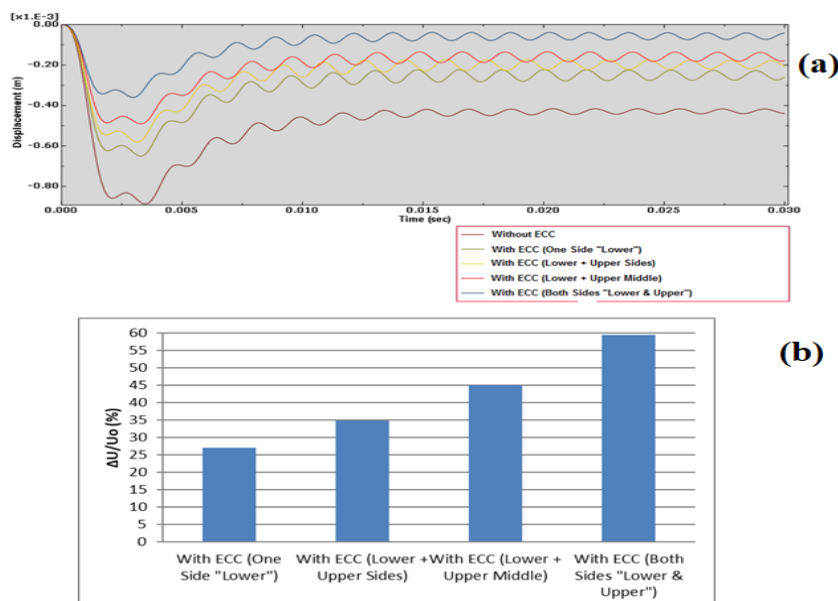 [x1.E-3]
0.00
-0.20
-0.40
-0.60
-0.80
Displacement (m)
0.000
0.005
0.010
0.015
0.020
0.025
0.030
Time (sec)
(a)
Without ECC
With ECC (One Side "Lower")
With ECC (Lower + Upper Sides)
With ECC (Lower + Upper Middle)
With ECC (Both Sides "Lower & Upper")
(b)
60
55
50
45
40
35
30
25
20
15
10
5
0
ΔU/Uo (%)
With ECC (One
Side "Lower")
With ECC (Lower +
Upper Sides)
With ECC (Lower +
Upper Middle)
With ECC (Both
Sides "Lower &
Upper")